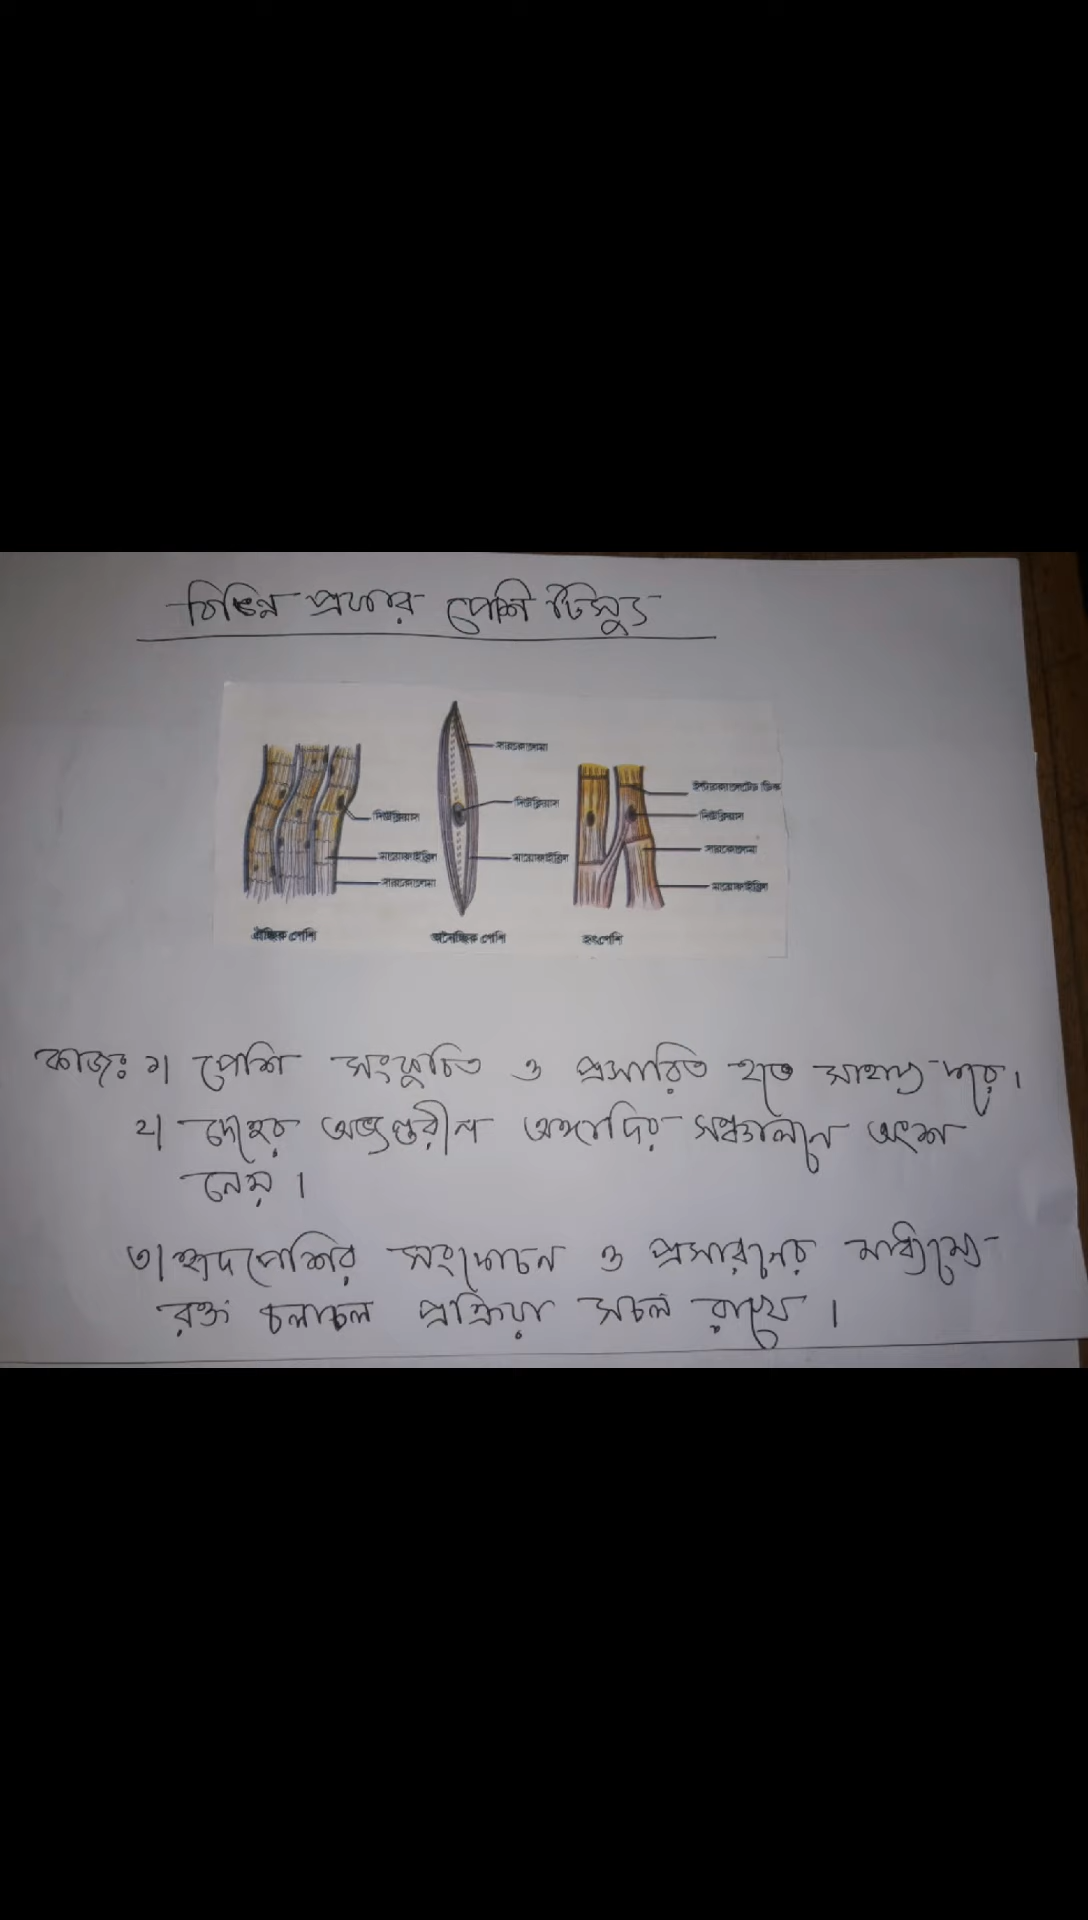 বিভিন্ন প্রকার পেশি টিস্যু
সারকোলেমা
ইন্টারক্যালাটেড ডিস্ক
নিউক্লিয়াস
নিউক্লিয়াস
নিউক্লিয়াস
সারকোলেমা
মায়োফাইব্রিল
মায়োফাইব্রিল
সারকোলেমা
মায়োফাইব্রিল
ঐচ্ছিক পেশি
অনৈচ্ছিক পেশি
হৃৎপেশি
কাজঃ ১। পেশি সংকুচিত ও প্রসারিত হতে সাহায্য করে।
২। দেহের অভ্যন্তরীন অঙ্গাদির সঞ্চালনে অংশ
নেয়।
৩। হৃদপেশির সংকোচন ও প্রসারনের মাধ্যিমে
রক্ত চলাচল প্রক্রিয়া সচল রাখে।